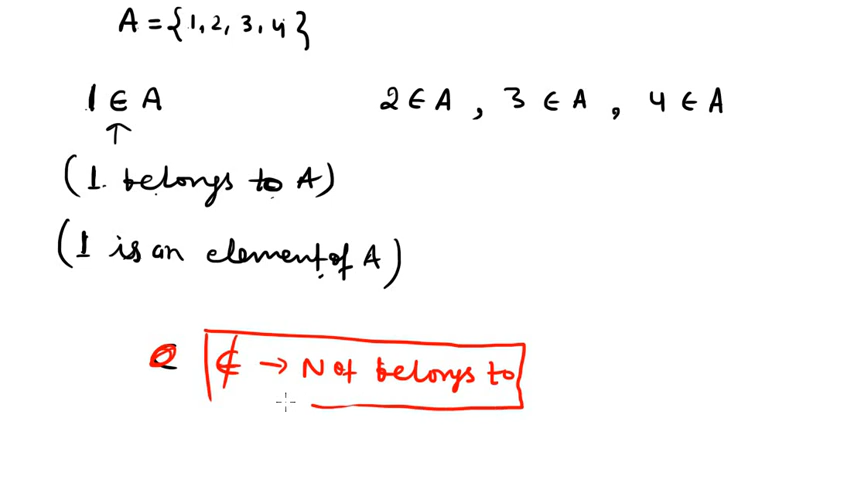 A = {1, 2, 3, 4}
1 ∈ A 2 ∈ A , 3 ∈ A , 4 ∈ A
↑
(1 belongs to A)
(1 is an element of A)
∉ → Not belongs to